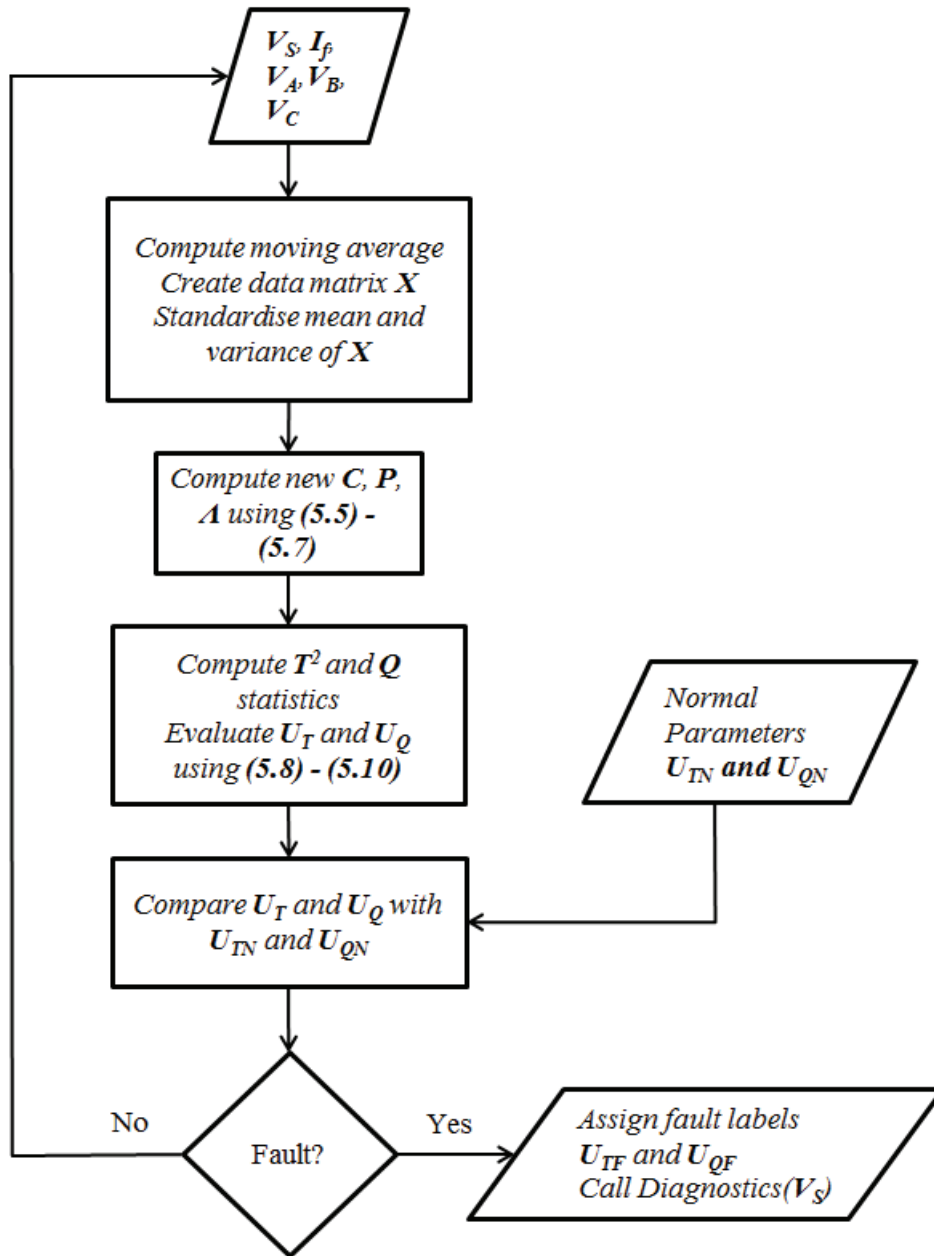 V_S, I_f,
V_A, V_B,
V_C
Compute moving average
Create data matrix X
Standardise mean and
variance of X
Compute new C, P,
Λ using (5.5) -
(5.7)
Compute T² and Q
statistics
Evaluate U_T and U_Q
using (5.8) - (5.10)
Normal
Parameters
U_TN and U_QN
Compare U_T and U_Q with
U_TN and U_QN
No
Fault?
Yes
Assign fault labels
U_TF and U_QF
Call Diagnostics(V_S)